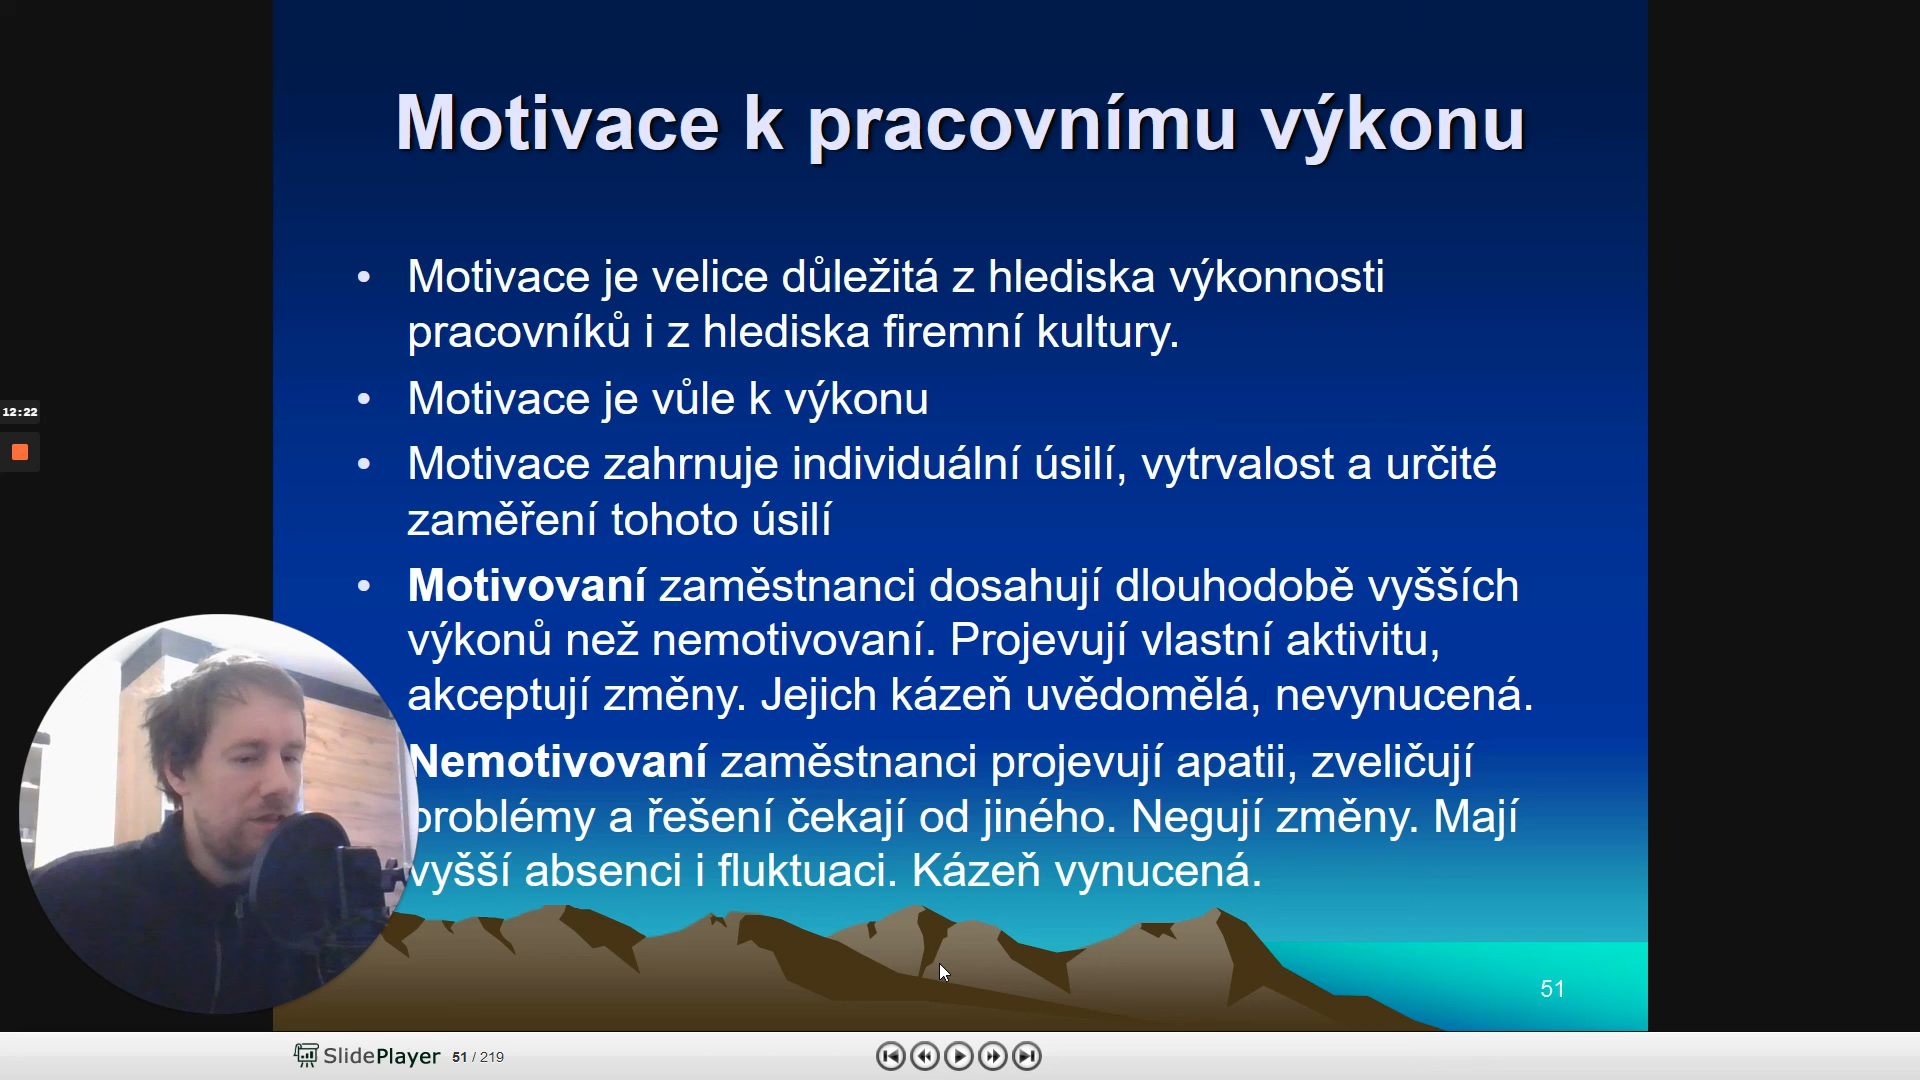 Motivace k pracovnímu výkonu
• Motivace je velice důležitá z hlediska výkonnosti
pracovníků i z hlediska firemní kultury.
• Motivace je vůle k výkonu
• Motivace zahrnuje individuální úsilí, vytrvalost a určité
zaměření tohoto úsilí
• Motivovaní zaměstnanci dosahují dlouhodobě vyšších
výkonů než nemotivovaní. Projevují vlastní aktivitu,
akceptují změny. Jejich kázeň uvědomělá, nevynucená.
Nemotivovaní zaměstnanci projevují apatii, zveličují
problémy a řešení čekají od jiného. Negují změny. Mají
vyšší absenci i fluktuaci. Kázeň vynucená.
12:22
51
SlidePlayer 51 / 219